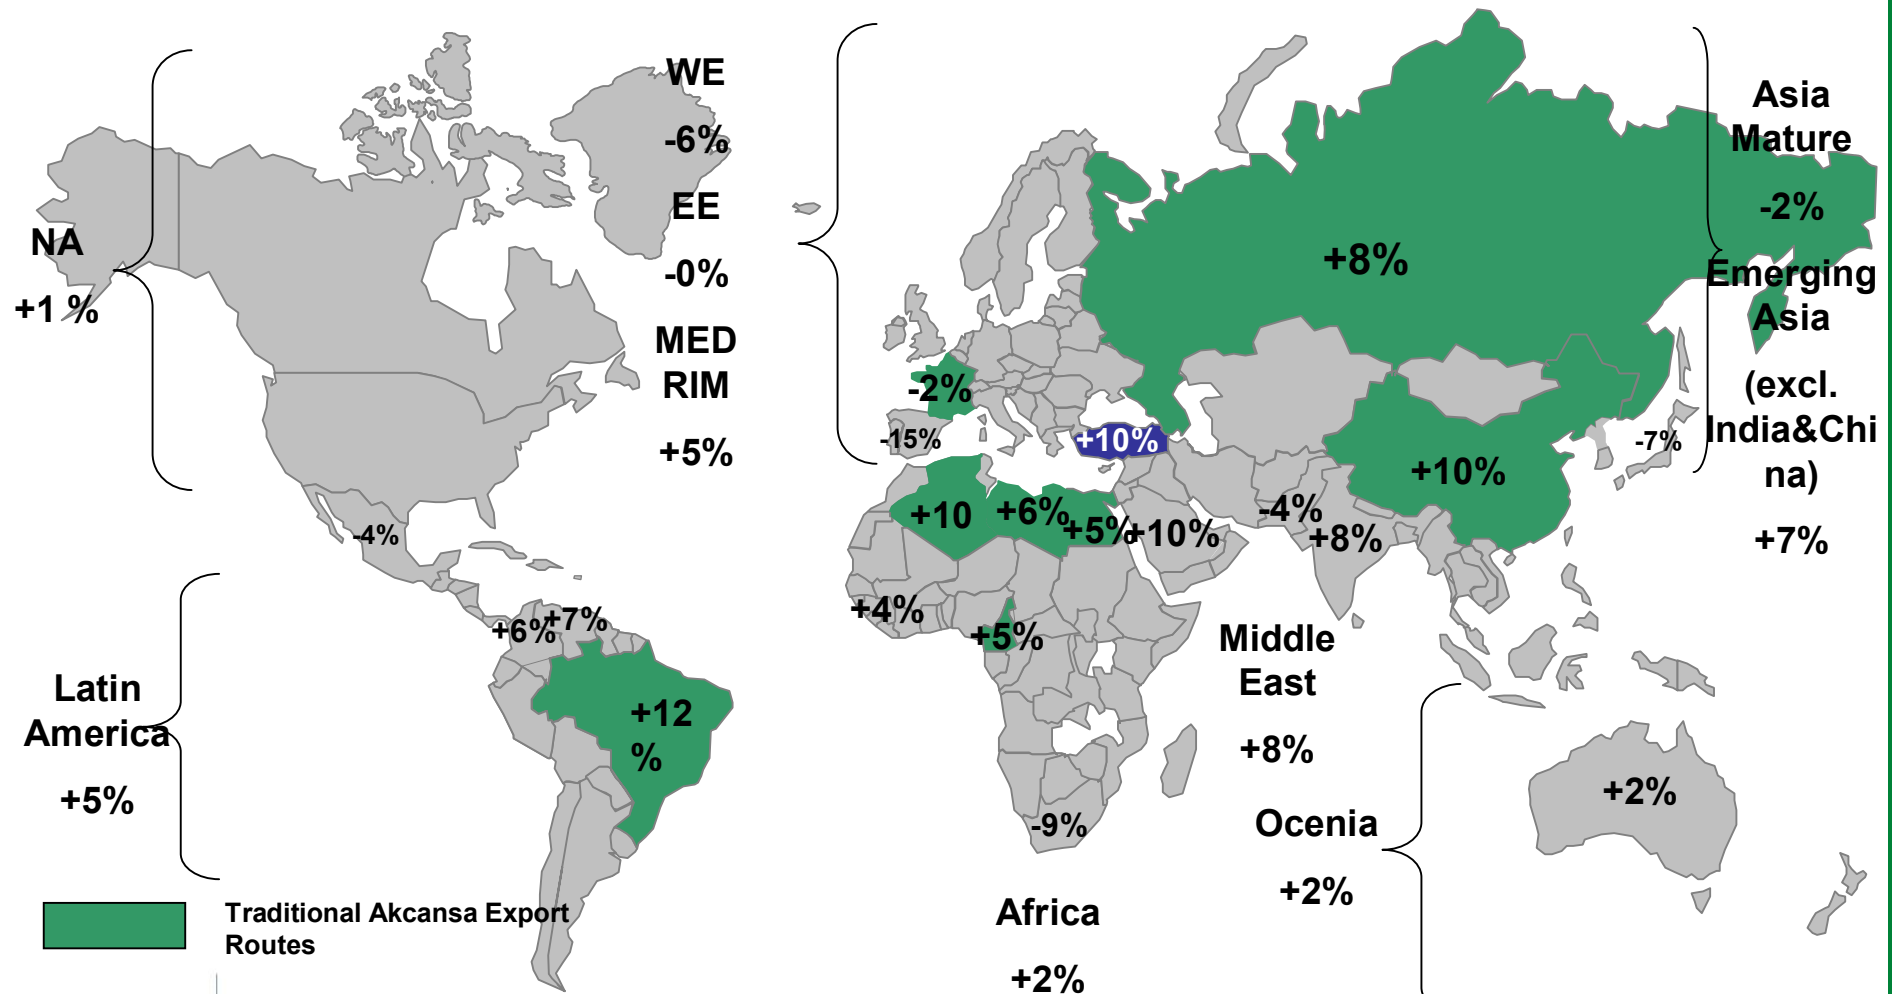 WE
-6%
EE
-0%
MED
RIM
+5%
NA
+1 %
Asia
Mature
-2%
Emerging
Asia
(excl.
India&Chi
na)
+7%
+8%
-2%
-15%
+10%
+10%
-7%
+10
+6%
+5%
+10%
-4%
+8%
-4%
+4%
+5%
+6%
+7%
Latin
America
+5%
+12
%
Middle
East
+8%
-9%
+2%
Ocenia
+2%
Africa
+2%
Traditional Akcansa Export
Routes